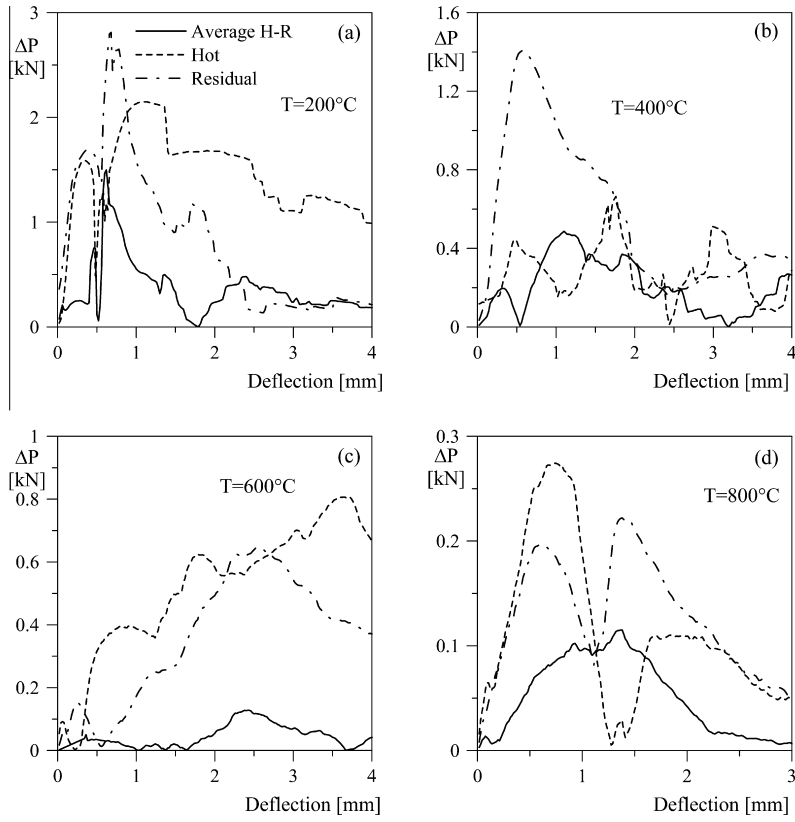 3
ΔP
[kN]
2
1
0
Average H-R
Hot
Residual
(a)
T=200°C
0 1 2 3 4
Deflection [mm]
1.6
ΔP
[kN]
1.2
0.8
0.4
0
(b)
T=400°C
0 1 2 3 4
Deflection [mm]
1
ΔP
[kN]
0.8
0.6
0.4
0.2
0
(c)
T=600°C
0 1 2 3 4
Deflection [mm]
0.3
ΔP
[kN]
0.2
0.1
0
(d)
T=800°C
0 1 2 3
Deflection [mm]